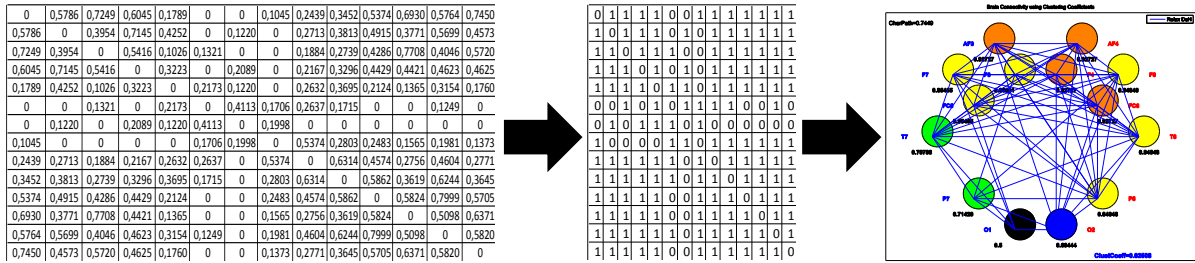 0 0,5786 0,7249 0,6045 0,1789 0 0 0,1045 0,2439 0,3452 0,5374 0,6930 0,5764 0,7450
0,5786 0 0,3954 0,7145 0,4252 0 0,1220 0 0,2713 0,3813 0,4915 0,3771 0,5699 0,4573
0,7249 0,3954 0 0,5416 0,1026 0,1321 0 0 0,1884 0,2739 0,4286 0,7708 0,4046 0,5720
0,6045 0,7145 0,5416 0 0,3223 0 0,2089 0 0,2167 0,3296 0,4429 0,4421 0,4623 0,4625
0,1789 0,4252 0,1026 0,3223 0 0,2173 0,1220 0 0,2632 0,3695 0,2124 0,1365 0,3154 0,1760
0 0 0,1321 0 0,2173 0 0,4113 0,1706 0,2637 0,1715 0 0 0,1249 0
0 0,1220 0 0,2089 0,1220 0,4113 0 0,1998 0 0 0 0 0 0
0,1045 0 0 0 0 0,1706 0,1998 0 0,5374 0,2803 0,2483 0,1565 0,1981 0,1373
0,2439 0,2713 0,1884 0,2167 0,2632 0,2637 0 0,5374 0 0,6314 0,4574 0,2756 0,4604 0,2771
0,3452 0,3813 0,2739 0,3296 0,3695 0,1715 0 0,2803 0,6314 0 0,5862 0,3619 0,6244 0,3645
0,5374 0,4915 0,4286 0,4429 0,2124 0 0 0,2483 0,4574 0,5862 0 0,5824 0,7999 0,5705
0,6930 0,3771 0,7708 0,4421 0,1365 0 0 0,1565 0,2756 0,3619 0,5824 0 0,5098 0,6371
0,5764 0,5699 0,4046 0,4623 0,3154 0,1249 0 0,1981 0,4604 0,6244 0,7999 0,5098 0 0,5820
0,7450 0,4573 0,5720 0,4625 0,1760 0 0 0,1373 0,2771 0,3645 0,5705 0,6371 0,5820 0
0 1 1 1 1 0 0 1 1 1 1 1 1 1
1 0 1 1 1 0 1 0 1 1 1 1 1 1
1 1 0 1 1 1 0 0 1 1 1 1 1 1
1 1 1 0 1 0 1 0 1 1 1 1 1 1
1 1 1 1 0 1 1 0 1 1 1 1 1 1
0 0 1 0 1 0 1 1 1 1 0 0 1 0
0 1 0 1 1 1 0 1 0 0 0 0 0 0
1 0 0 0 0 1 1 0 1 1 1 1 1 1
1 1 1 1 1 1 0 1 0 1 1 1 1 1
1 1 1 1 1 1 0 1 1 0 1 1 1 1
1 1 1 1 1 0 0 1 1 1 0 1 1 1
1 1 1 1 1 0 0 1 1 1 1 0 1 1
1 1 1 1 1 1 0 1 1 1 1 1 0 1
1 1 1 1 1 0 0 1 1 1 1 1 1 0
Brain Connectivity using Clustering Coefficients
CharPath=0.7449
AF3 AF4
F7 F8
T7 T8
0.75758
P7 P8
0.71429
O1 O2
0.5